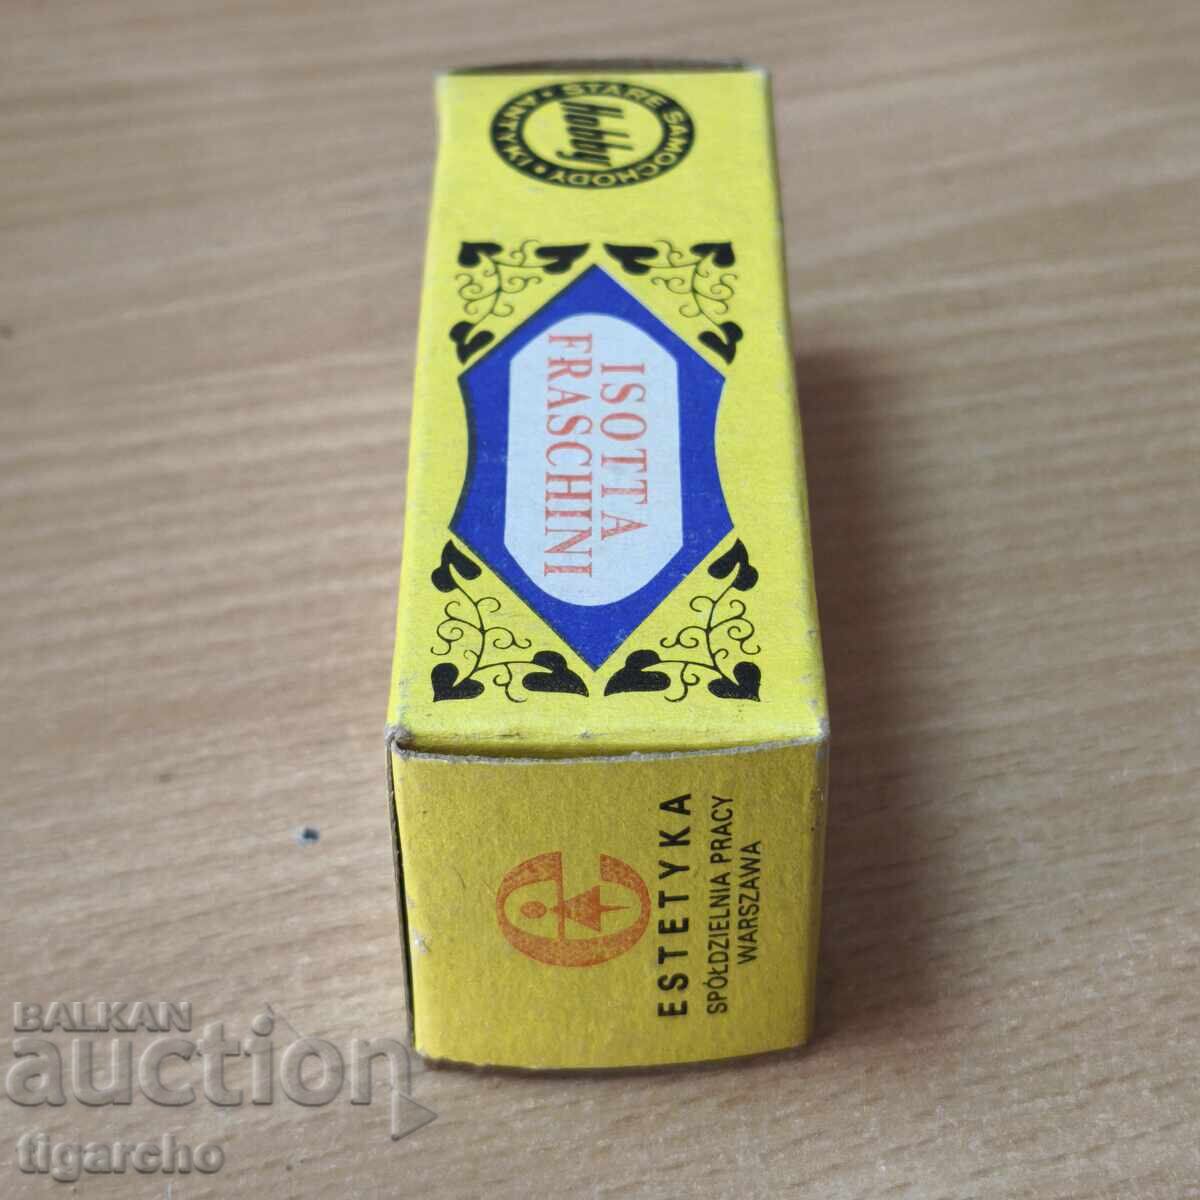 STARE SAMOCHODY • ANTYKI •
Hobby
ISOTTA
FRASCHINI
ESTETYKA
SPÓŁDZIELNIA PRACY
WARSZAWA
BALKAN
auction
tigarcho